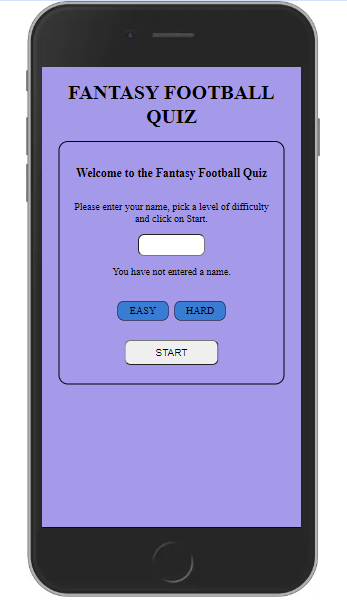 FANTASY FOOTBALL
QUIZ
Welcome to the Fantasy Football Quiz
Please enter your name, pick a level of difficulty
and click on Start.
You have not entered a name.
EASY HARD
START